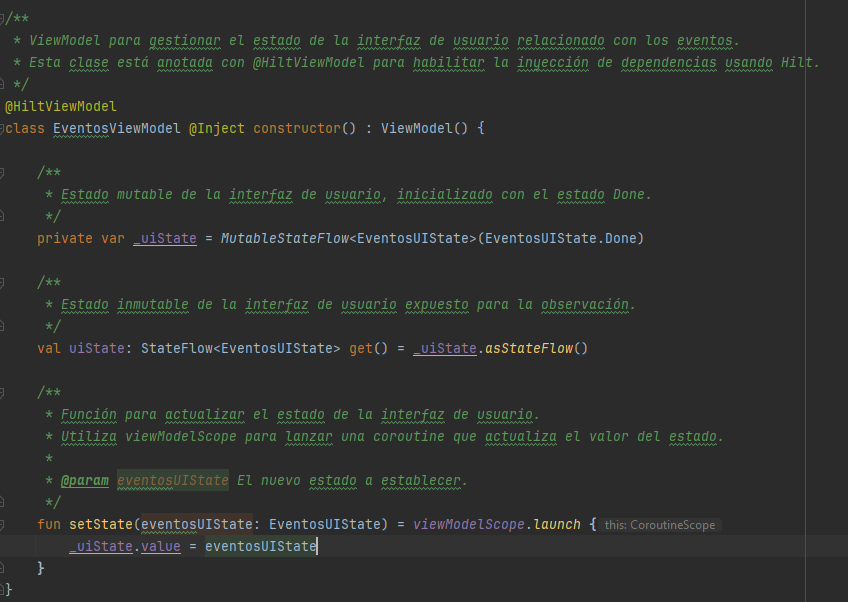 /**
 * ViewModel para gestionar el estado de la interfaz de usuario relacionado con los eventos.
 * Esta clase está anotada con @HiltViewModel para habilitar la inyección de dependencias usando Hilt.
 */
@HiltViewModel
class EventosViewModel @Inject constructor() : ViewModel() {
    /**
     * Estado mutable de la interfaz de usuario, inicializado con el estado Done.
     */
    private var _uiState = MutableStateFlow<EventosUIState>(EventosUIState.Done)
    /**
     * Estado inmutable de la interfaz de usuario expuesto para la observación.
     */
    val uiState: StateFlow<EventosUIState> get() = _uiState.asStateFlow()
    /**
     * Función para actualizar el estado de la interfaz de usuario.
     * Utiliza viewModelScope para lanzar una coroutine que actualiza el valor del estado.
     *
     * @param eventosUIState El nuevo estado a establecer.
     */
    fun setState(eventosUIState: EventosUIState) = viewModelScope.launch { this: CoroutineScope
        _uiState.value = eventosUIState
    }
}